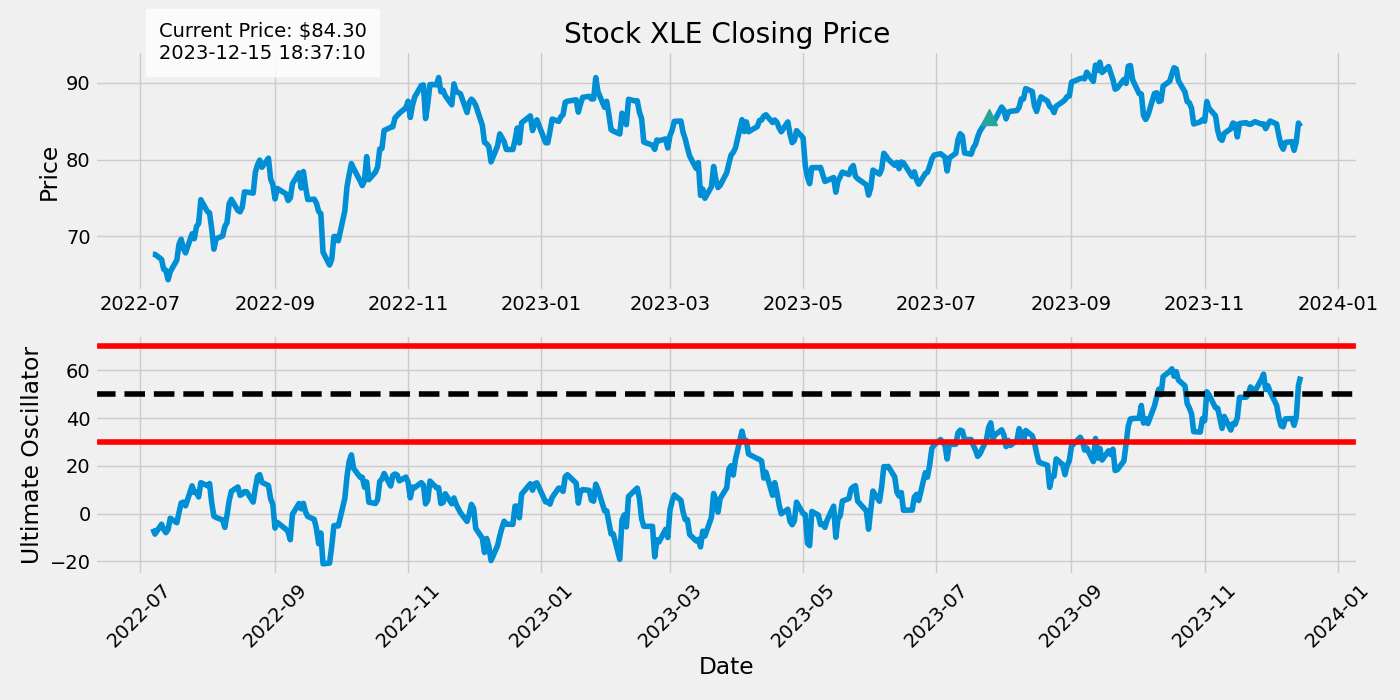 Current Price: $84.30
2023-12-15 18:37:10
Stock XLE Closing Price
Price
90
80
70
2022-07 2022-09 2022-11 2023-01 2023-03 2023-05 2023-07 2023-09 2023-11 2024-01
Ultimate Oscillator
60
40
20
0
−20
2022-07 2022-09 2022-11 2023-01 2023-03 2023-05 2023-07 2023-09 2023-11 2024-01
Date